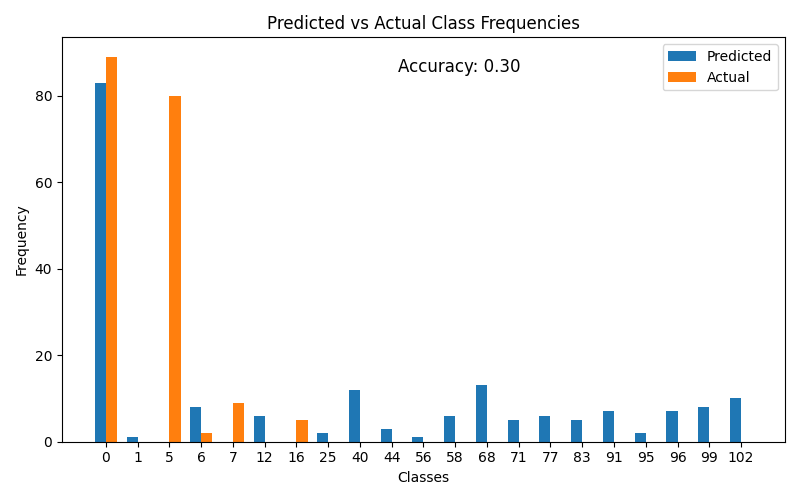 Predicted vs Actual Class Frequencies
Accuracy: 0.30
Predicted
Actual
Frequency
80
60
40
20
0
0 1 5 6 7 12 16 25 40 44 56 58 68 71 77 83 91 95 96 99 102
Classes